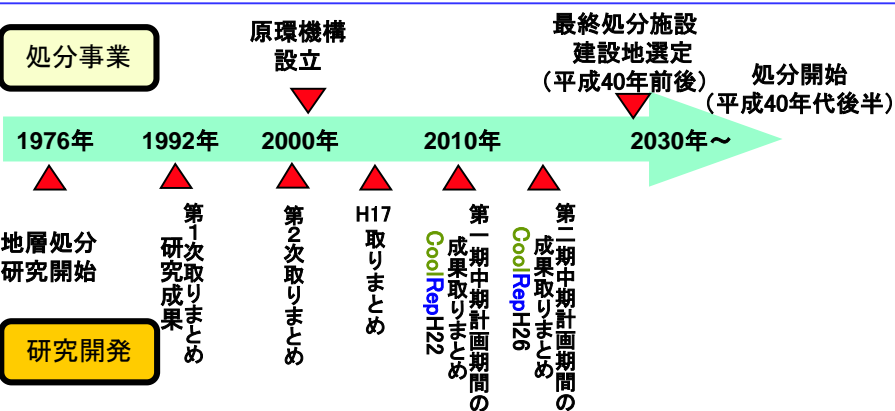 処分事業
原環機構
設立
最終処分施設
建設地選定
（平成40年前後）
処分開始
（平成40年代後半）
1976年
1992年
2000年
2010年
2030年～
地層処分
研究開始
第１次取りまとめ
研究成果
第２次取りまとめ
H17
取りまとめ
第一期中期計画期間の
成果取りまとめ
CoolRepH22
第二期中期計画期間の
成果取りまとめ
CoolRepH26
研究開発